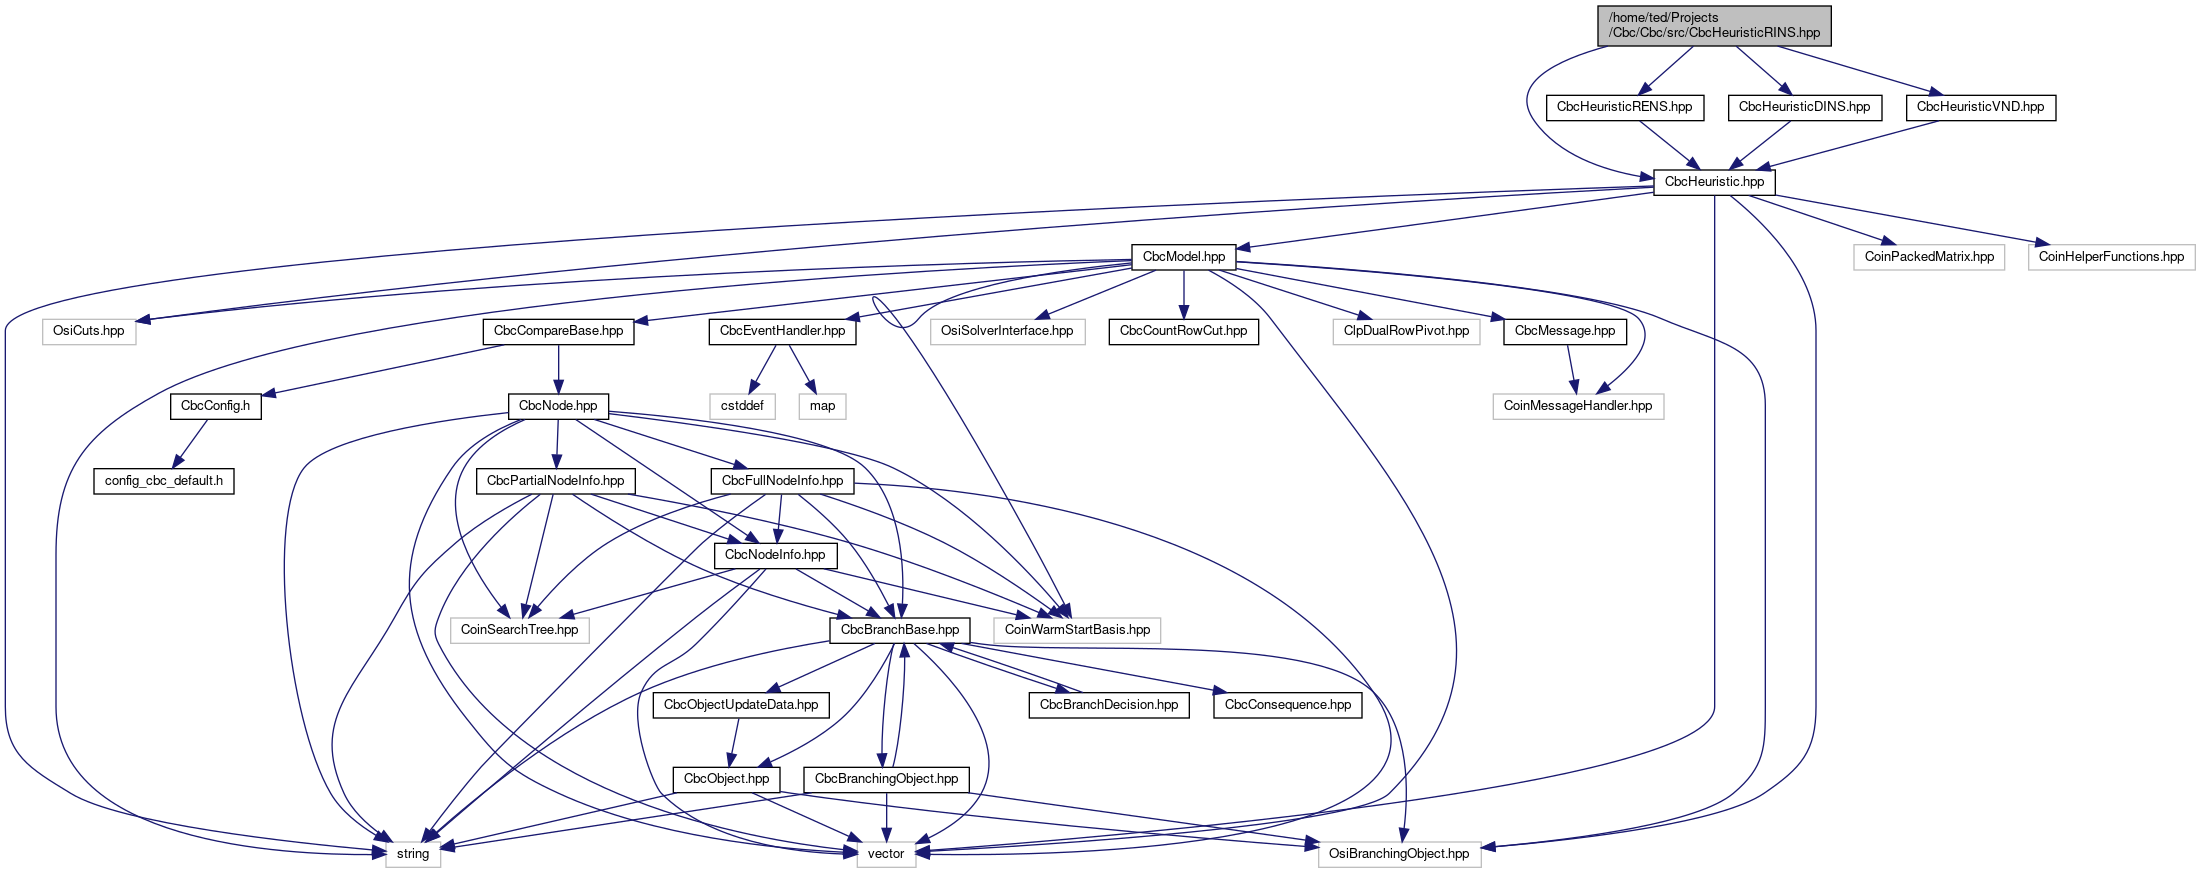 /home/ted/Projects
/Cbc/Cbc/src/CbcHeuristicRINS.hpp
CbcHeuristicRENS.hpp
CbcHeuristicDINS.hpp
CbcHeuristicVND.hpp
CbcHeuristic.hpp
CbcModel.hpp
CoinPackedMatrix.hpp
CoinHelperFunctions.hpp
OsiCuts.hpp
CbcCompareBase.hpp
CbcEventHandler.hpp
OsiSolverInterface.hpp
CbcCountRowCut.hpp
ClpDualRowPivot.hpp
CbcMessage.hpp
CbcConfig.h
CbcNode.hpp
cstddef
map
CoinMessageHandler.hpp
config_cbc_default.h
CbcPartialNodeInfo.hpp
CbcFullNodeInfo.hpp
CbcNodeInfo.hpp
CoinSearchTree.hpp
CbcBranchBase.hpp
CoinWarmStartBasis.hpp
CbcObjectUpdateData.hpp
CbcBranchDecision.hpp
CbcConsequence.hpp
CbcObject.hpp
CbcBranchingObject.hpp
string
vector
OsiBranchingObject.hpp